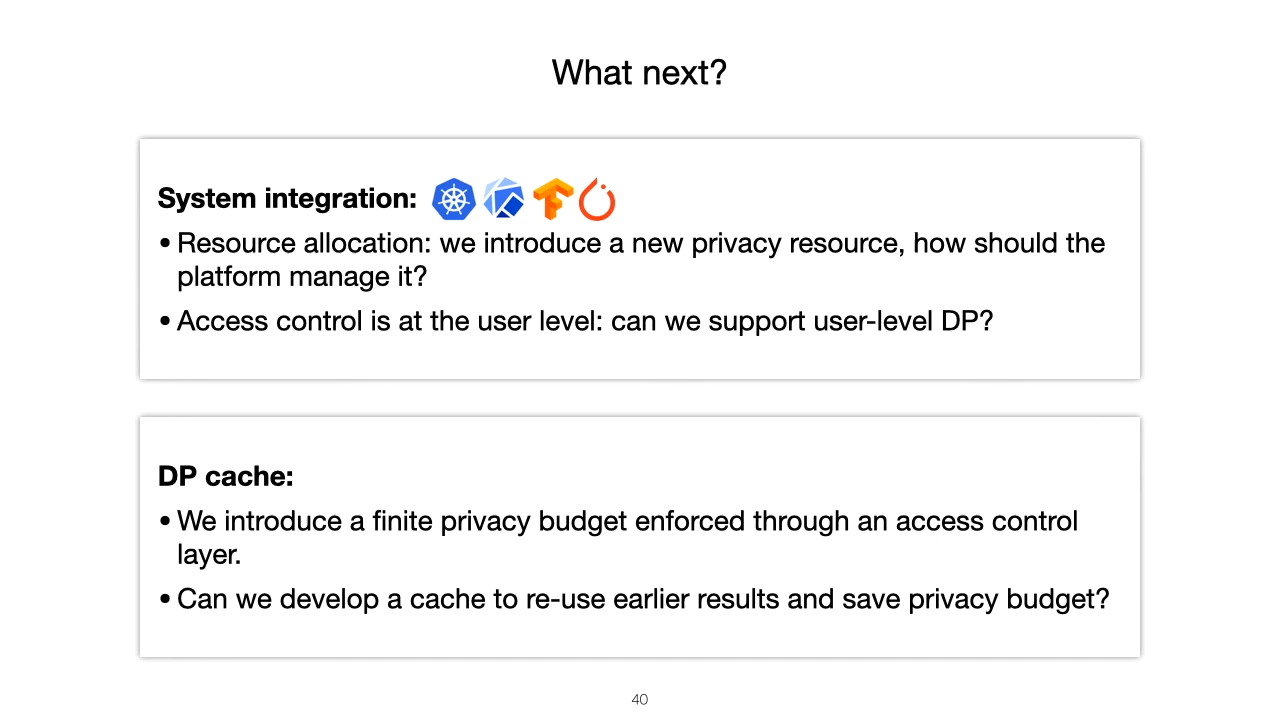 What next?
System integration:
• Resource allocation: we introduce a new privacy resource, how should the
platform manage it?
• Access control is at the user level: can we support user-level DP?
DP cache:
• We introduce a finite privacy budget enforced through an access control
layer.
• Can we develop a cache to re-use earlier results and save privacy budget?
40